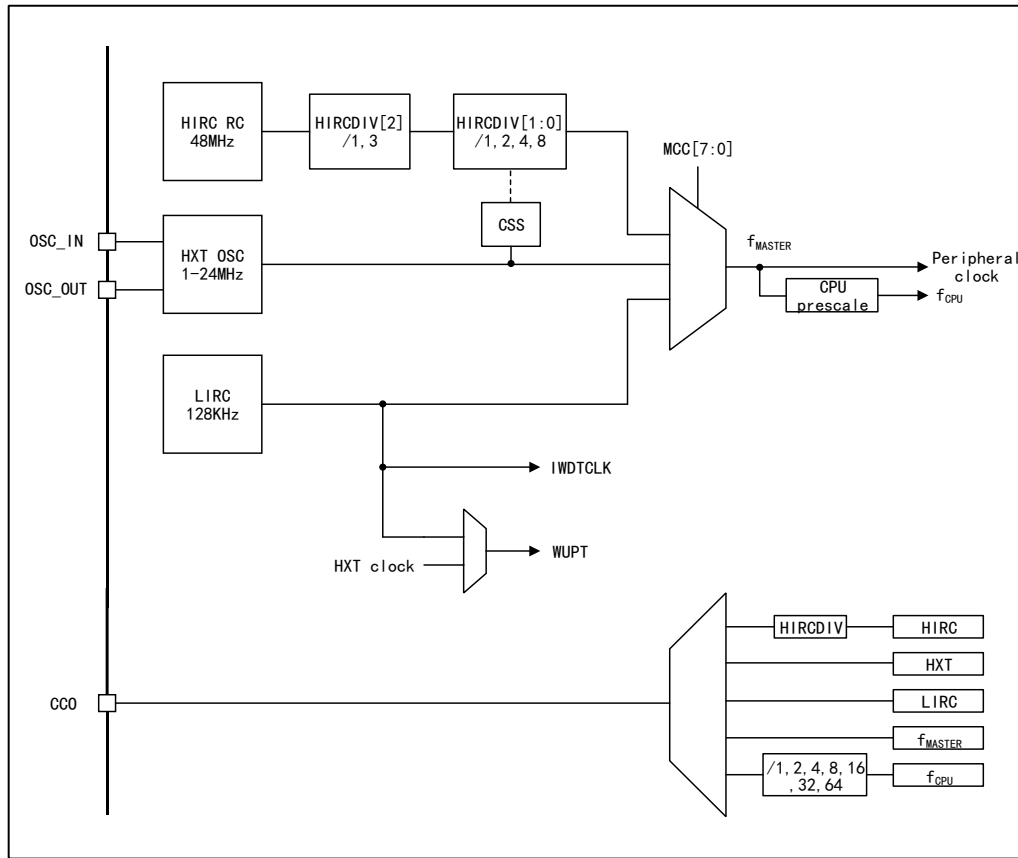 HIRC RC
48MHz
HIRCDIV[2]
/1, 3
HIRCDIV[1:0]
/1, 2, 4, 8
MCC[7:0]
CSS
OSC_IN
HXT OSC
1-24MHz
OSC_OUT
fMASTER
Peripheral
clock
CPU
prescale
fCPU
LIRC
128KHz
IWDTCLK
HXT clock
WUPT
HIRCDIV
HIRC
HXT
CCO
LIRC
fMASTER
/1, 2, 4, 8, 16
, 32, 64
fCPU